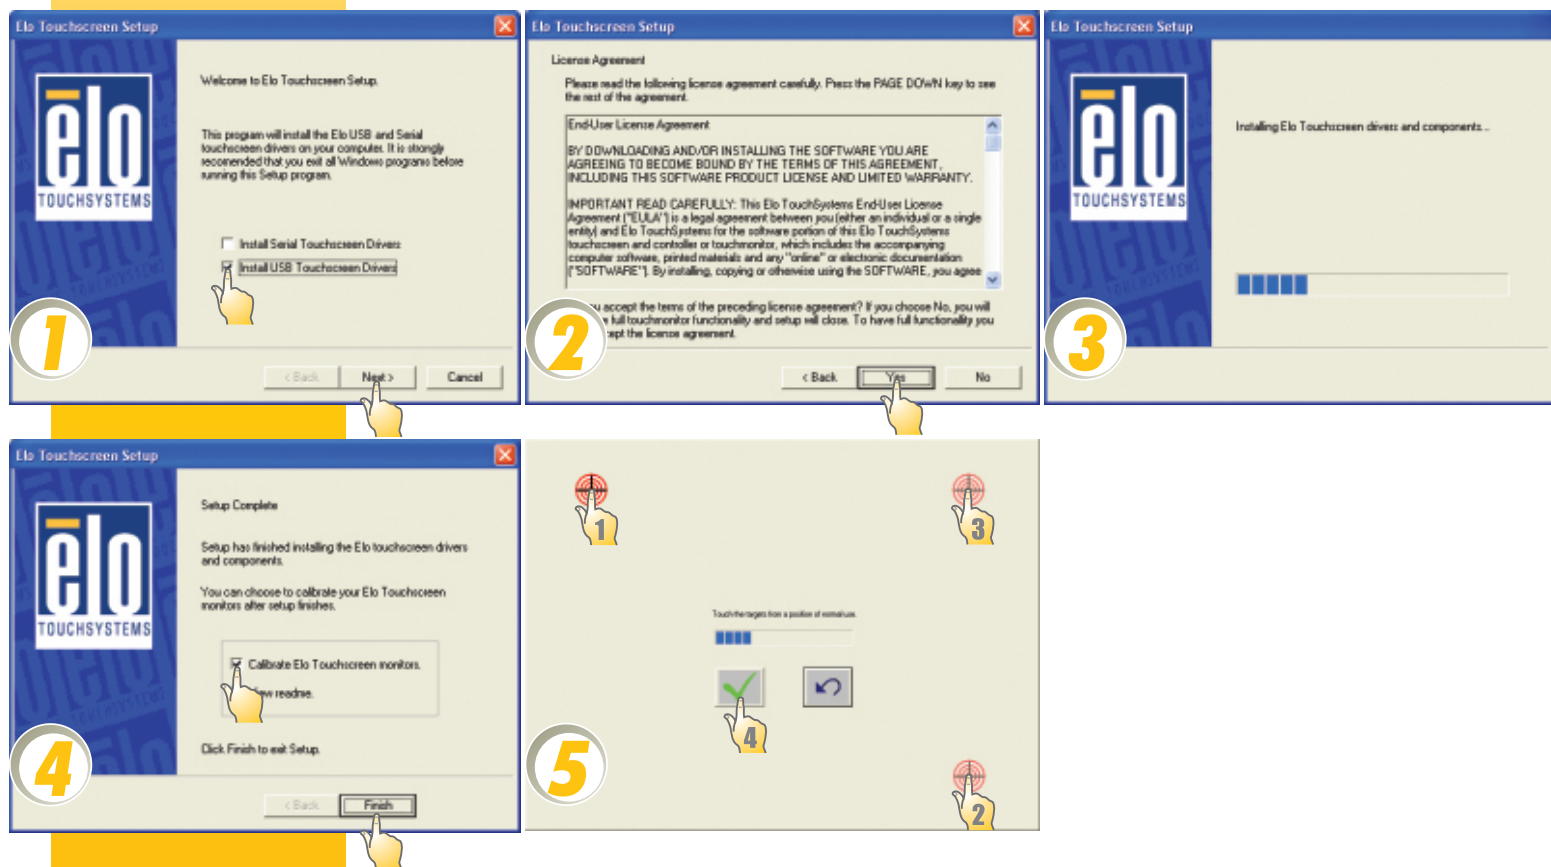 Elo Touchscreen Setup
Welcome to Elo Touchscreen Setup.
This program will install the Elo USB and Serial
touchscreen drivers on your computer. It is strongly
recomended that you exit all Windows programs before
running this Setup program.
elo
TOUCHSYSTEMS
Install Serial Touchscreen Drivers
Install USB Touchscreen Drivers
1
< Back
Next >
Cancel
Elo Touchscreen Setup
License Agreement
Please read the following license agreement carefully. Press the PAGE DOWN key to see
the rest of the agreement.
End-User License Agreement
BY DOWNLOADING AND/OR INSTALLING THE SOFTWARE YOU ARE
AGREEING TO BECOME BOUND BY THE TERMS OF THIS AGREEMENT,
INCLUDING THIS SOFTWARE PRODUCT LICENSE AND LIMITED WARRANTY.
IMPORTANT READ CAREFULLY: This Elo TouchSystems End-User License
Agreement ("EULA") is a legal agreement between you (either an individual or a single
entity) and Elo TouchSystems for the software portion of this Elo TouchSystems
touchscreen and controller or touchmonitor, which includes the accompanying
computer software, printed materials and any "online" or electronic documentation
("SOFTWARE"). By installing, copying or otherwise using the SOFTWARE, you agree
accept the terms of the preceding license agreement? If you choose No, you will
full touchmonitor functionality and setup will close. To have full functionality you
the license agreement.
2
< Back
Yes
No
Elo Touchscreen Setup
elo
TOUCHSYSTEMS
Installing Elo Touchscreen drivers and components...
3
Elo Touchscreen Setup
elo
TOUCHSYSTEMS
Setup Complete
Setup has finished installing the Elo touchscreen drivers
and components.
You can choose to calibrate your Elo Touchscreen
monitors after setup finishes.
Calibrate Elo Touchscreen monitors.
readme.
Click Finish to exit Setup.
4
< Back
Finish
1
3
Touch the targets from a position of normal use.
4
2
5